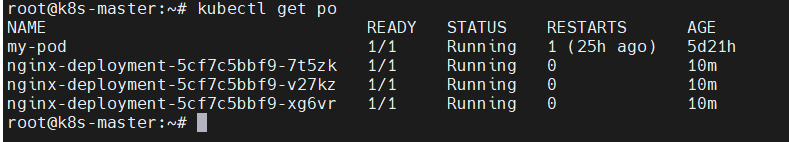 root@k8s-master:~# kubectl get po
NAME READY STATUS RESTARTS AGE
my-pod 1/1 Running 1 (25h ago) 5d21h
nginx-deployment-5cf7c5bbf9-7t5zk 1/1 Running 0 10m
nginx-deployment-5cf7c5bbf9-v27kz 1/1 Running 0 10m
nginx-deployment-5cf7c5bbf9-xg6vr 1/1 Running 0 10m
root@k8s-master:~#